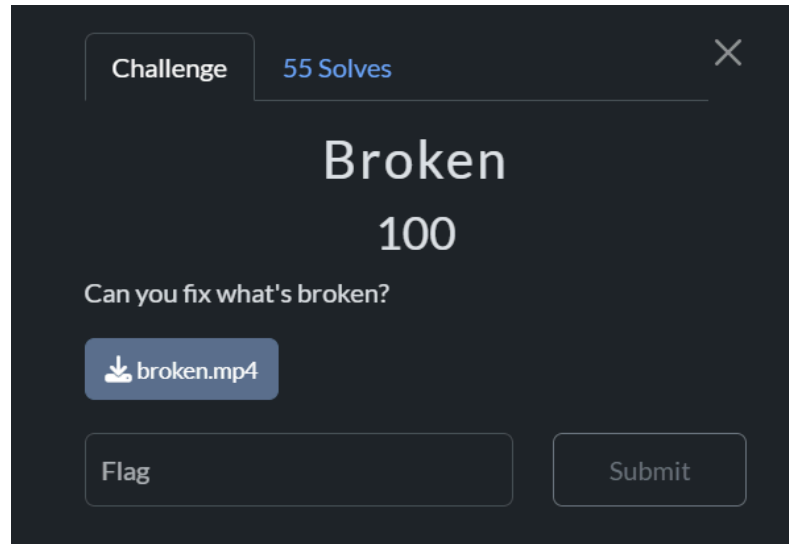 Challenge 55 Solves
Broken
100
Can you fix what's broken?
broken.mp4
Flag Submit